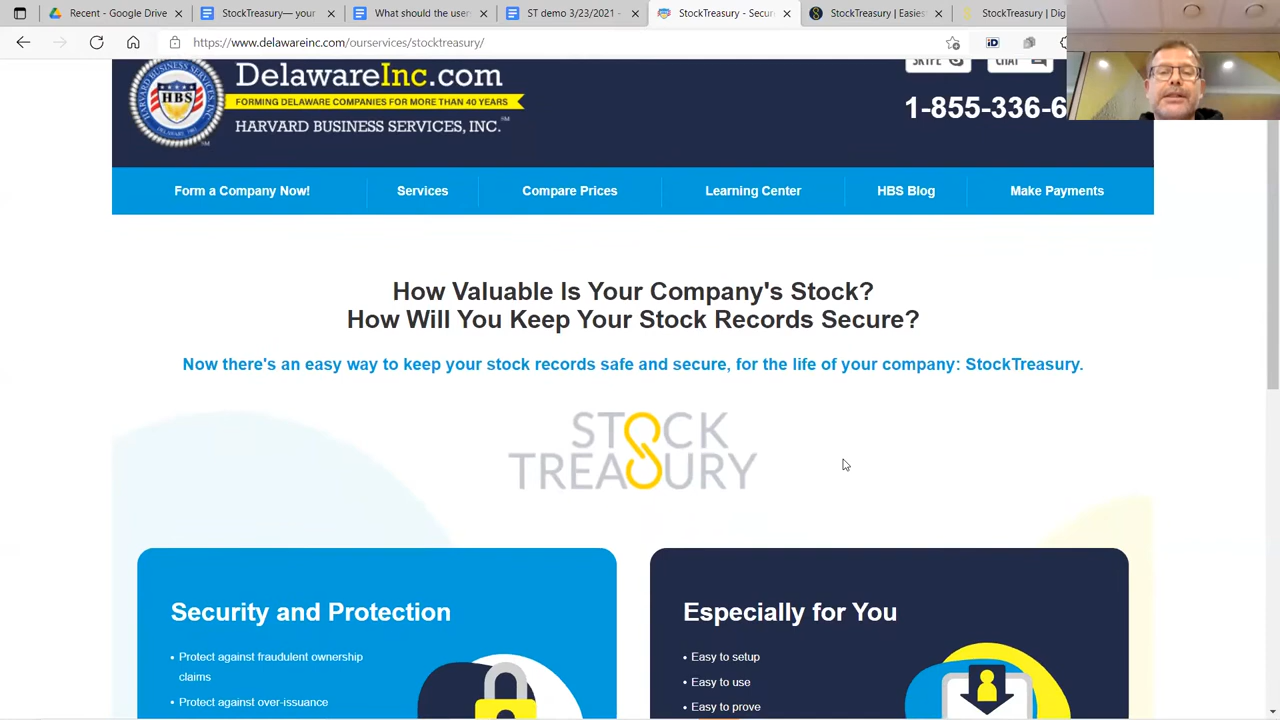 Recent - Google Drive
StockTreasury— your
What should the user
ST demo 3/23/2021 -
StockTreasury - Secur
StockTreasury | Easies
StockTreasury | Dig
https://www.delawareinc.com/ourservices/stocktreasury/
iD
HBS
DelawareInc.com
FORMING DELAWARE COMPANIES FOR MORE THAN 40 YEARS
HARVARD BUSINESS SERVICES, INC.℠
SKYPE
CHAT
1-855-336-6
Form a Company Now!
Services
Compare Prices
Learning Center
HBS Blog
Make Payments
How Valuable Is Your Company's Stock?
How Will You Keep Your Stock Records Secure?
Now there's an easy way to keep your stock records safe and secure, for the life of your company: StockTreasury.
STOCK
TREASURY
Security and Protection
• Protect against fraudulent ownership
claims
• Protect against over-issuance
Especially for You
• Easy to setup
• Easy to use
• Easy to prove